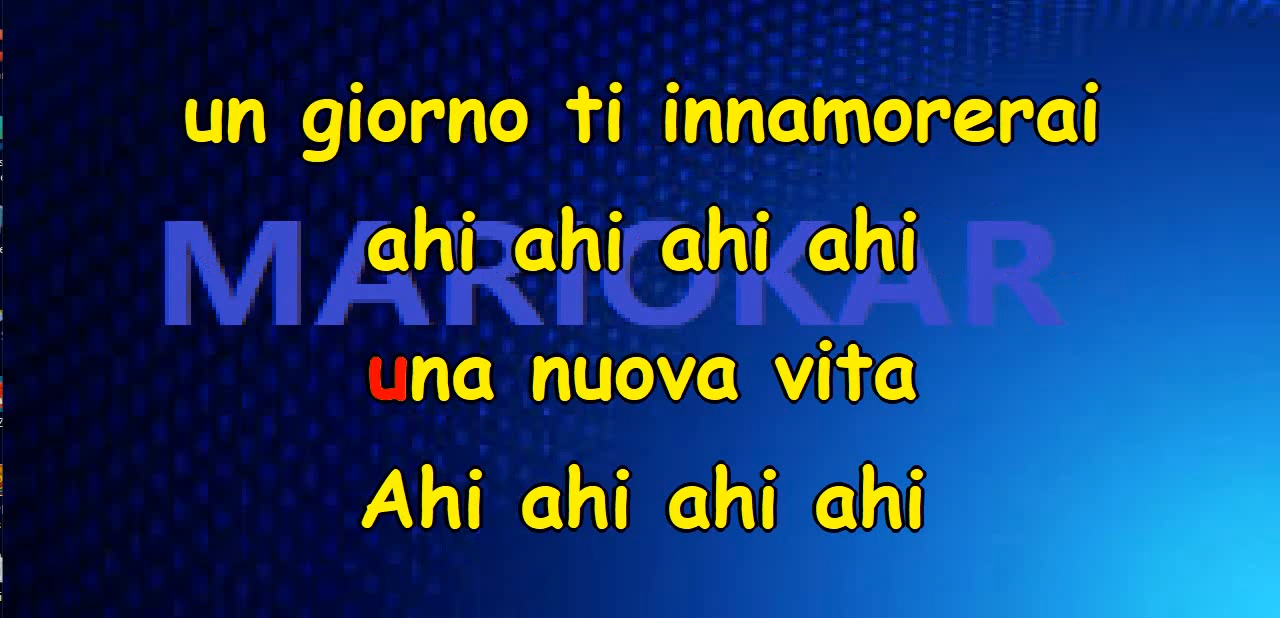 un giorno ti innamorerai
ahi ahi ahi ahi
MARIOKAR
una nuova vita
Ahi ahi ahi ahi